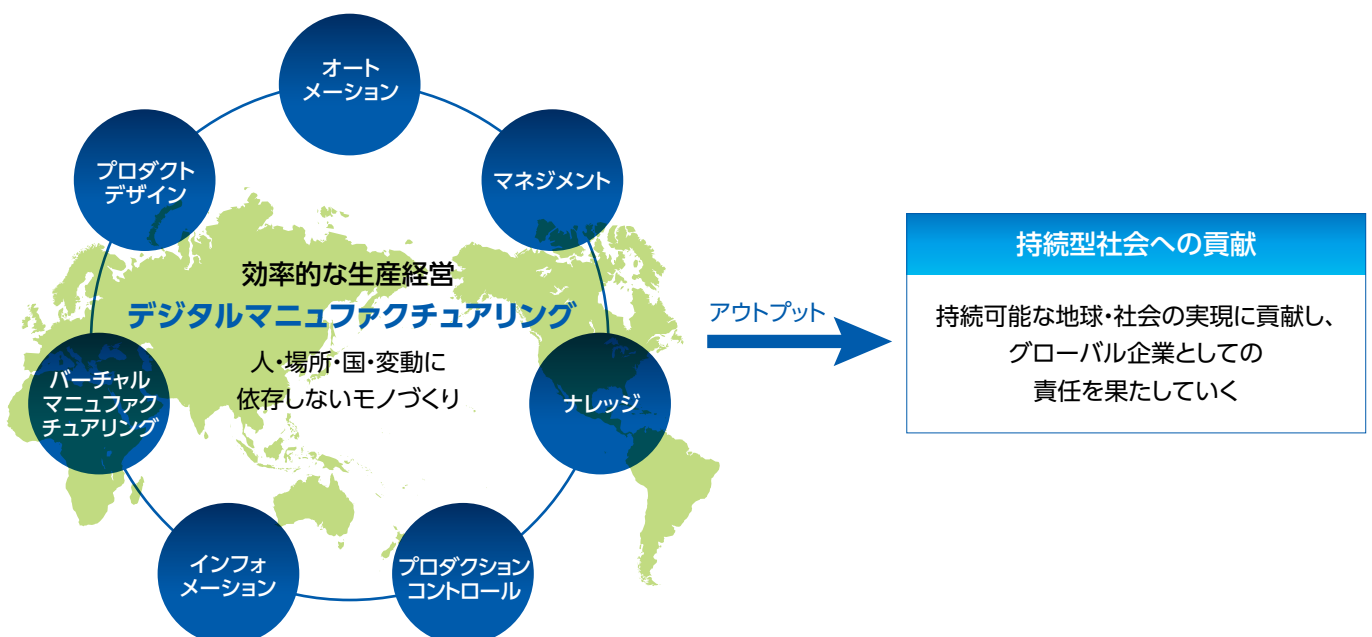 オート
メーション
マネジメント
プロダクト
デザイン
効率的な生産経営
デジタルマニュファクチュアリング
人・場所・国・変動に
依存しないモノづくり
バーチャル
マニュファク
チュアリング
ナレッジ
インフォ
メーション
プロダクション
コントロール
アウトプット
持続型社会への貢献
持続可能な地球・社会の実現に貢献し、
グローバル企業としての
責任を果たしていく